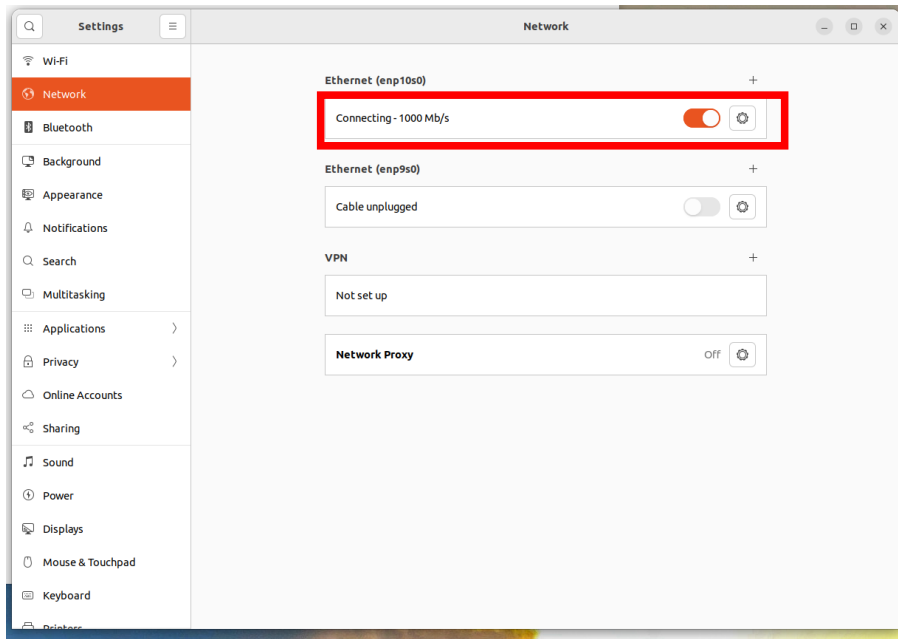 Settings
Network
Wi-Fi
Network
Bluetooth
Background
Appearance
Notifications
Search
Multitasking
Applications
Privacy
Online Accounts
Sharing
Sound
Power
Displays
Mouse & Touchpad
Keyboard
Printers
Ethernet (enp10s0)
Connecting - 1000 Mb/s
Ethernet (enp9s0)
Cable unplugged
VPN
Not set up
Network Proxy Off